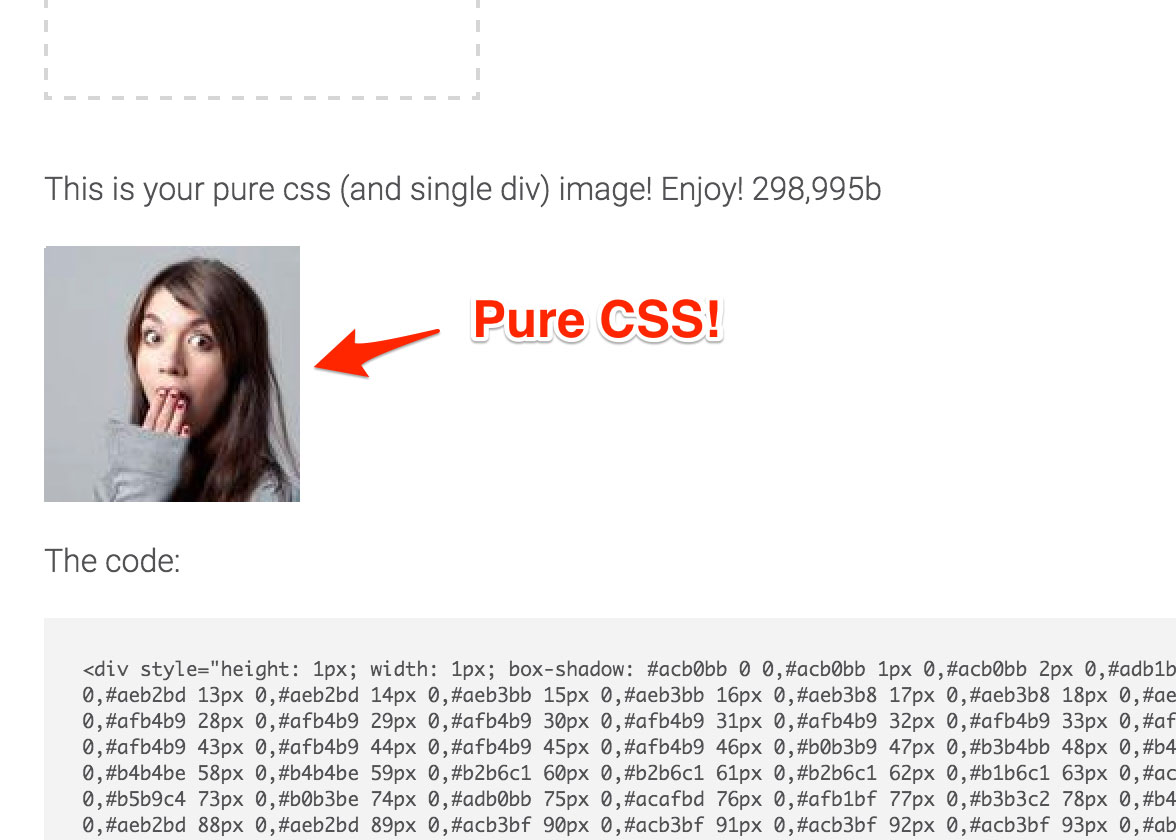 This is your pure css (and single div) image! Enjoy! 298,995b
Pure CSS!
The code:
<div style="height: 1px; width: 1px; box-shadow: #acb0bb 0 0,#acb0bb 1px 0,#acb0bb 2px 0,#adb1b
0,#aeb2bd 13px 0,#aeb2bd 14px 0,#aeb3bb 15px 0,#aeb3bb 16px 0,#aeb3b8 17px 0,#aeb3b8 18px 0,#ae
0,#afb4b9 28px 0,#afb4b9 29px 0,#afb4b9 30px 0,#afb4b9 31px 0,#afb4b9 32px 0,#afb4b9 33px 0,#af
0,#afb4b9 43px 0,#afb4b9 44px 0,#afb4b9 45px 0,#afb4b9 46px 0,#b0b3b9 47px 0,#b3b4bb 48px 0,#b4
0,#b4b4be 58px 0,#b4b4be 59px 0,#b2b6c1 60px 0,#b2b6c1 61px 0,#b2b6c1 62px 0,#b1b6c1 63px 0,#ac
0,#b5b9c4 73px 0,#b0b3be 74px 0,#adb0bb 75px 0,#acafbd 76px 0,#afb1bf 77px 0,#b3b3c2 78px 0,#b4
0,#aeb2bd 88px 0,#aeb2bd 89px 0,#acb3bf 90px 0,#acb3bf 91px 0,#acb3bf 92px 0,#acb3bf 93px 0,#ab